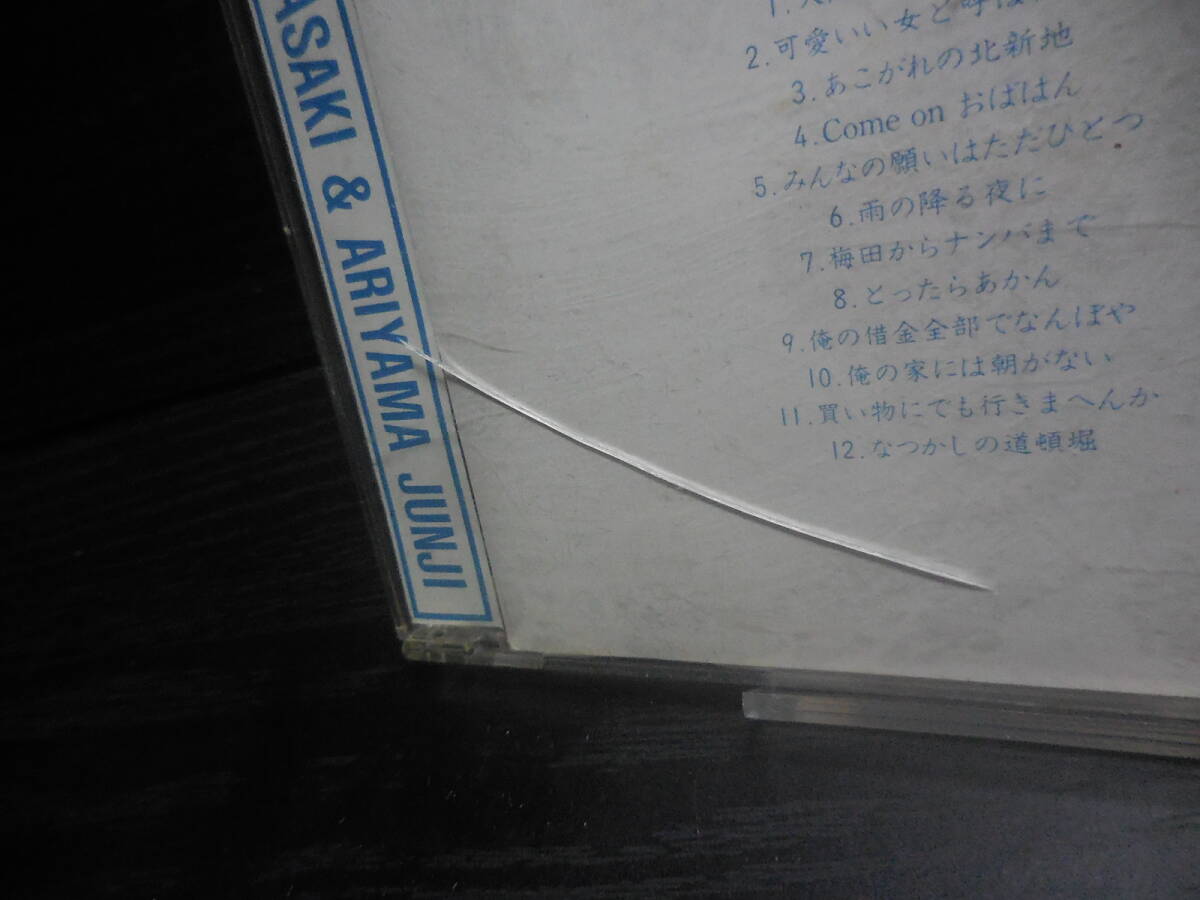 ASAKI & ARIYAMA JUNJI
1.
2.可愛いい女と呼ば
3.あこがれの北新地
4.Come on おばはん
5.みんなの願いはただひとつ
6.雨の降る夜に
7.梅田からナンバまで
8.とったらあかん
9.俺の借金全部でなんぼや
10.俺の家には朝がない
11.買い物にでも行きまへんか
12.なつかしの道頓堀